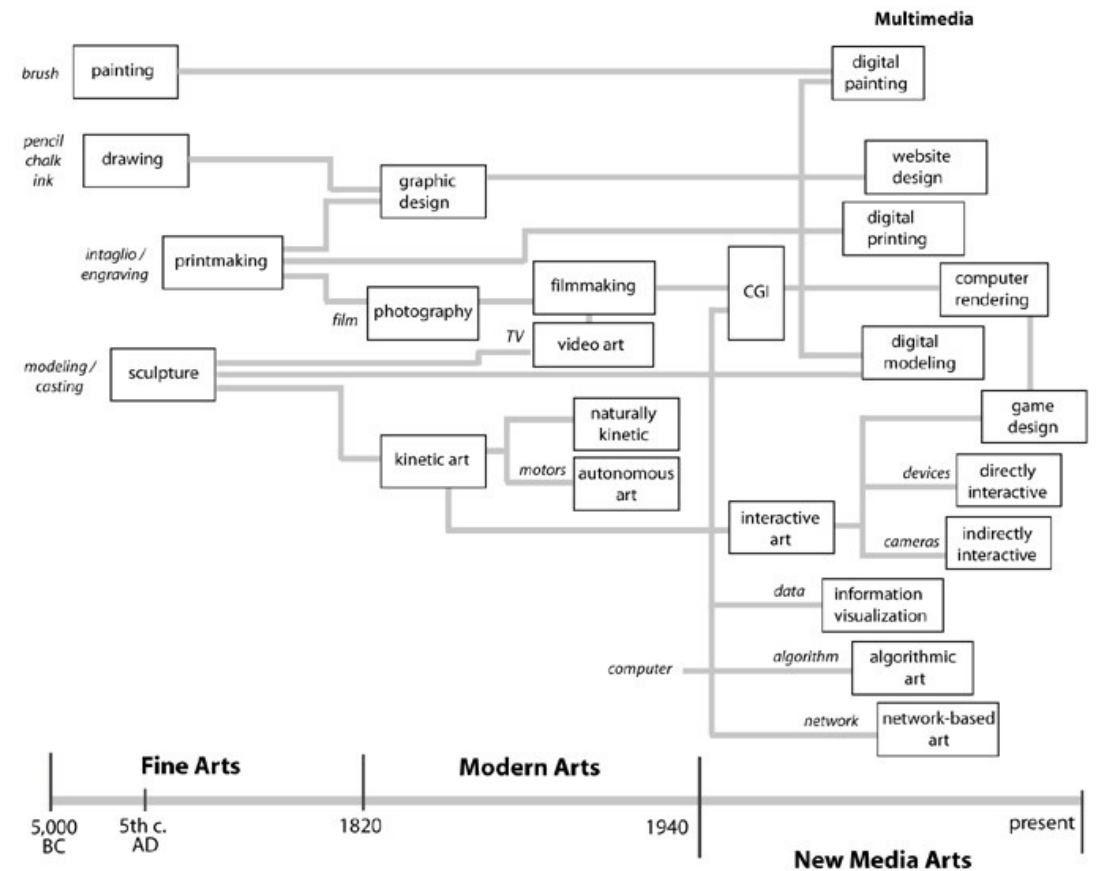 Multimedia
brush
painting
digital
painting
pencil
chalk
ink
drawing
graphic
design
website
design
intaglio /
engraving
printmaking
digital
printing
film
photography
filmmaking
CGI
computer
rendering
TV
video art
modeling /
casting
sculpture
digital
modeling
naturally
kinetic
game
design
kinetic art
motors
autonomous
art
devices
directly
interactive
interactive
art
cameras
indirectly
interactive
data
information
visualization
computer
algorithm
algorithmic
art
network
network-based
art
Fine Arts
Modern Arts
5,000
BC
5th c.
AD
1820
1940
present
New Media Arts